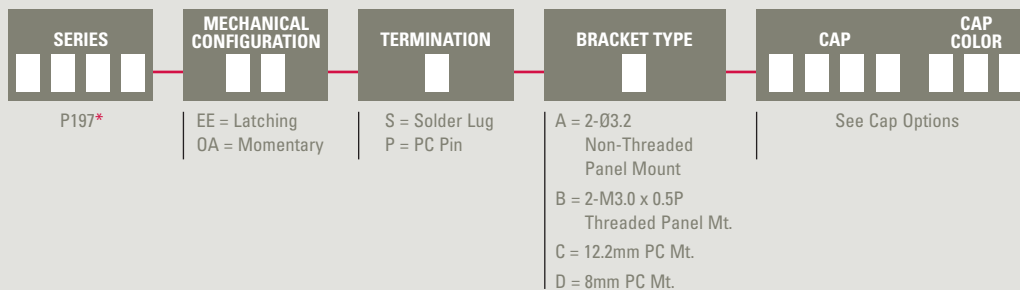 SERIES
MECHANICAL
CONFIGURATION
TERMINATION
BRACKET TYPE
CAP
CAP
COLOR
P197*
EE = Latching
OA = Momentary
S = Solder Lug
P = PC Pin
A = 2-Ø3.2
Non-Threaded
Panel Mount
B = 2-M3.0 x 0.5P
Threaded Panel Mt.
C = 12.2mm PC Mt.
D = 8mm PC Mt.
See Cap Options